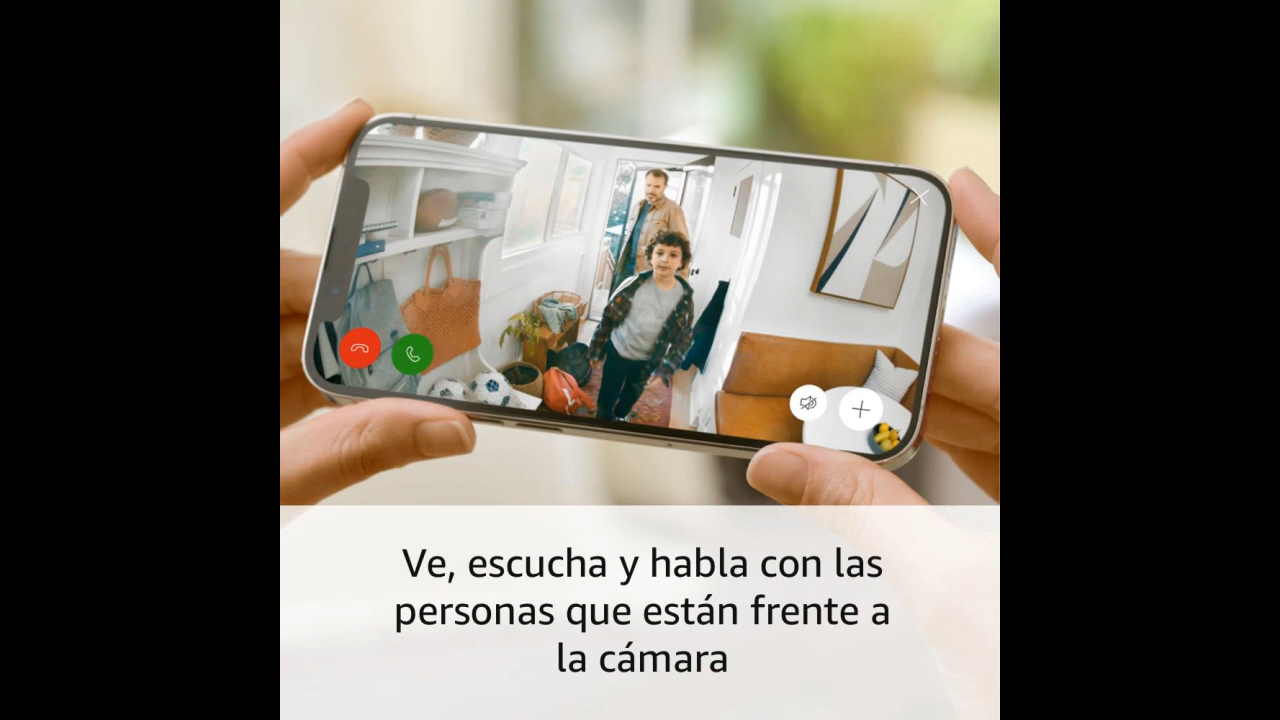 Ve, escucha y habla con las
personas que están frente a
la cámara